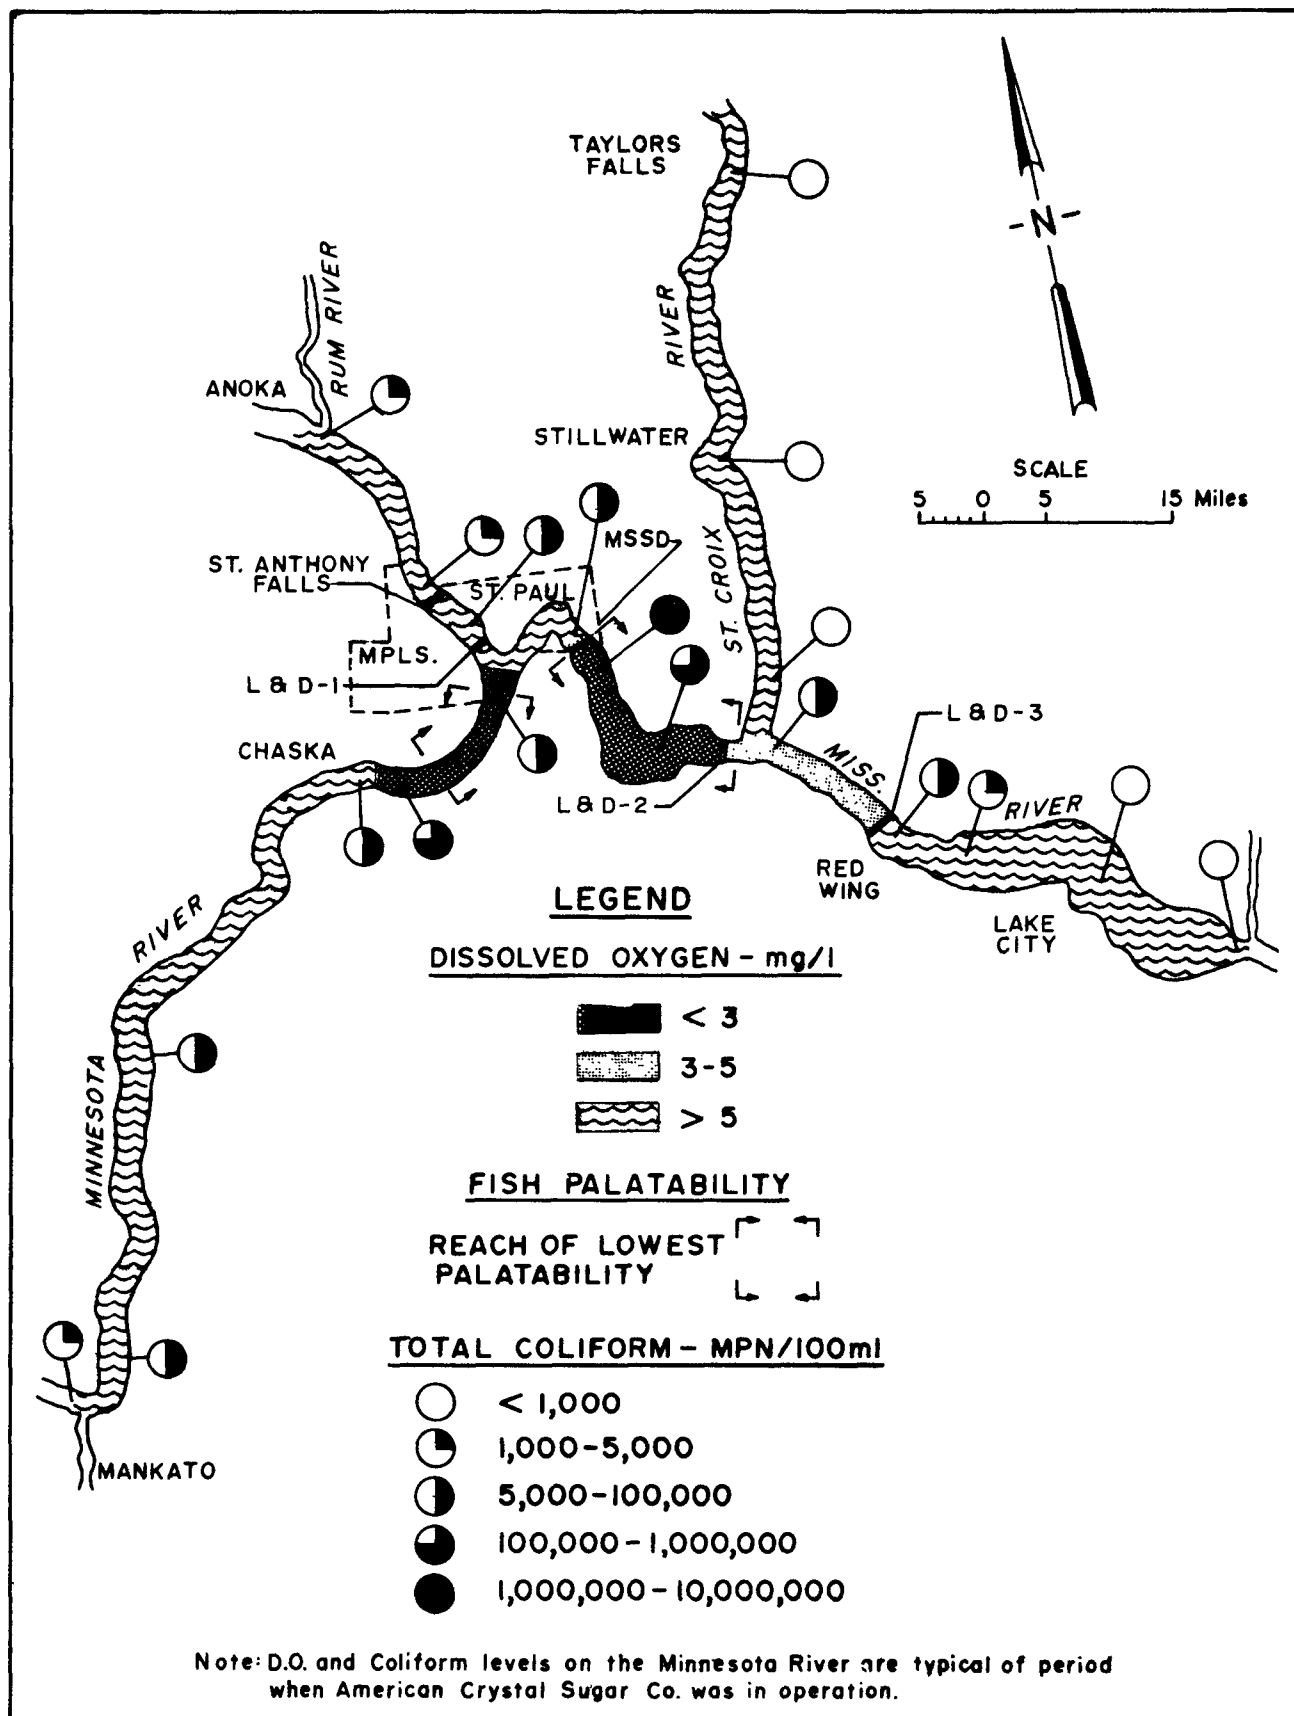 TAYLORS
FALLS
N
RUM RIVER
RIVER
ANOKA
STILLWATER
SCALE
5 0 5 15 Miles
MSSD
ST. ANTHONY
FALLS
ST. PAUL
ST. CROIX
MPLS.
L & D-1
L & D-3
CHASKA
MISS.
L & D-2
RIVER
RED
WING
LAKE
CITY
RIVER
MINNESOTA
MANKATO
LEGEND
DISSOLVED OXYGEN - mg/l
< 3
3-5
> 5
FISH PALATABILITY
REACH OF LOWEST
PALATABILITY
TOTAL COLIFORM - MPN/100ml
< 1,000
1,000-5,000
5,000-100,000
100,000-1,000,000
1,000,000-10,000,000
Note: D.O. and Coliform levels on the Minnesota River are typical of period
when American Crystal Sugar Co. was in operation.